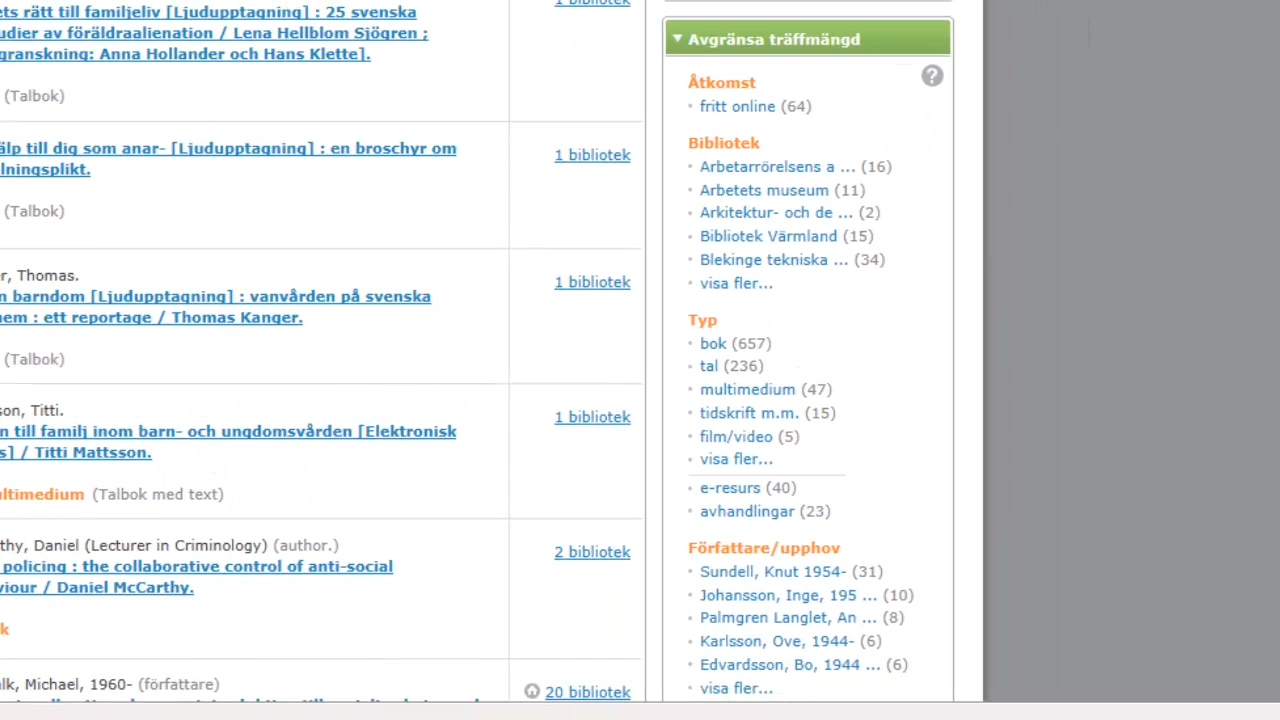 ets rätt till familjeliv [Ljudupptagning] : 25 svenska
udier av föräldraalienation / Lena Hellblom Sjögren ;
granskning: Anna Hollander och Hans Klette].
(Talbok)
1 bibliotek
älp till dig som anar- [Ljudupptagning] : en broschyr om
lningsplikt.
(Talbok)
1 bibliotek
r, Thomas.
n barndom [Ljudupptagning] : vanvården på svenska
em : ett reportage / Thomas Kanger.
(Talbok)
1 bibliotek
son, Titti.
n till familj inom barn- och ungdomsvården [Elektronisk
s] / Titti Mattsson.
ultimedium (Talbok med text)
1 bibliotek
thy, Daniel (Lecturer in Criminology) (author.)
policing : the collaborative control of anti-social
viour / Daniel McCarthy.
k
2 bibliotek
alk, Michael, 1960- (författare)
20 bibliotek
Avgränsa träffmängd
?
Åtkomst
fritt online (64)
Bibliotek
Arbetarrörelsens a ... (16)
Arbetets museum (11)
Arkitektur- och de ... (2)
Bibliotek Värmland (15)
Blekinge tekniska ... (34)
visa fler...
Typ
bok (657)
tal (236)
multimedium (47)
tidskrift m.m. (15)
film/video (5)
visa fler...
e-resurs (40)
avhandlingar (23)
Författare/upphov
Sundell, Knut 1954- (31)
Johansson, Inge, 195 ... (10)
Palmgren Langlet, An ... (8)
Karlsson, Ove, 1944- (6)
Edvardsson, Bo, 1944 ... (6)
visa fler...